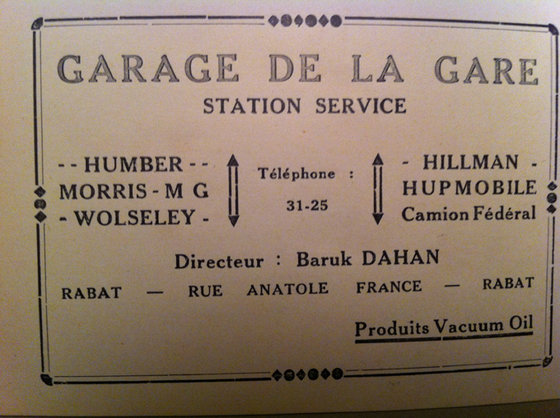 GARAGE DE LA GARE
STATION SERVICE
-- HUMBER --
MORRIS - M G
- WOLSELEY -
Téléphone :
31-25
- HILLMAN -
HUPMOBILE
Camion Fédéral
Directeur : Baruk DAHAN
RABAT — RUE ANATOLE FRANCE — RABAT
Produits Vacuum Oil